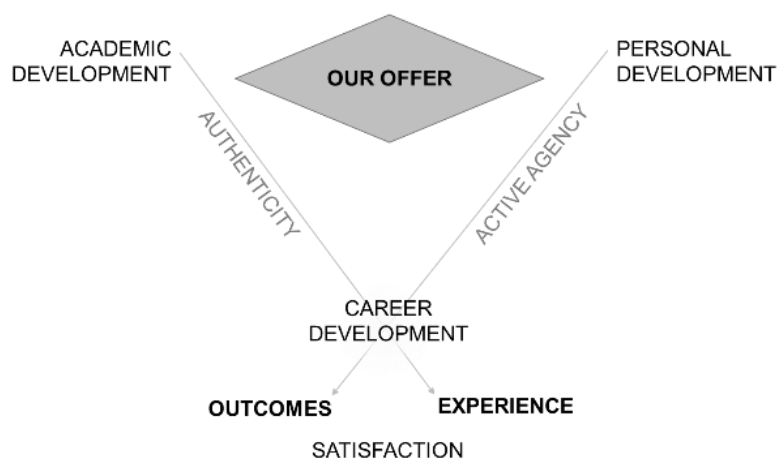 ACADEMIC
DEVELOPMENT
OUR OFFER
PERSONAL
DEVELOPMENT
AUTHENTICITY
ACTIVE AGENCY
CAREER
DEVELOPMENT
OUTCOMES
EXPERIENCE
SATISFACTION